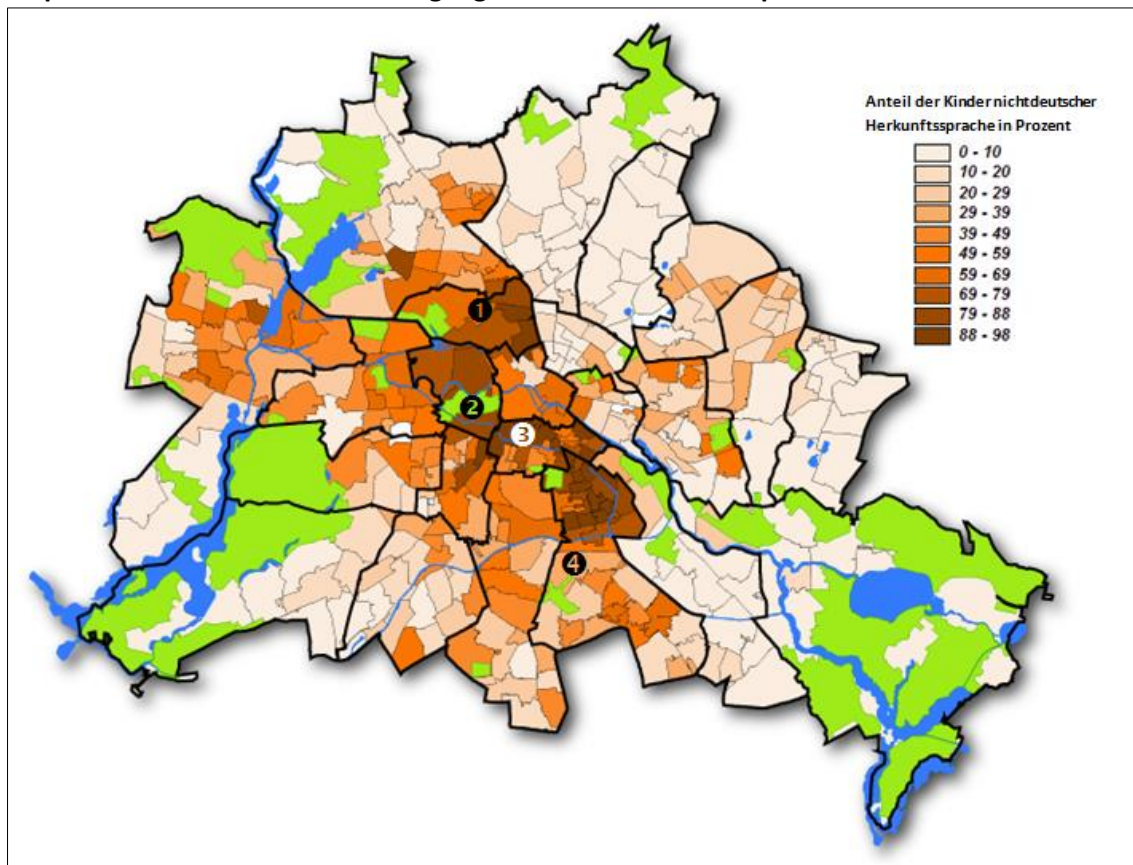 Anteil der Kinder nichtdeutscher
Herkunftssprache in Prozent
0 - 10
10 - 20
20 - 29
29 - 39
39 - 49
49 - 59
59 - 69
69 - 79
79 - 88
88 - 98
1
2
3
4